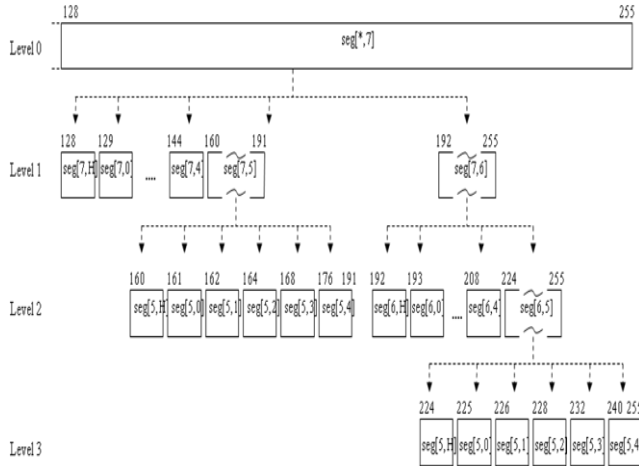 128 255
Level 0
seg[*,7]
128 129 144 160 191 192 255
Level 1
seg[7,H] seg[7,0] .... seg[7,4] seg[7,5] seg[7,6]
160 161 162 164 168 176 191 192 193 208 224 255
Level 2
seg[5,H] seg[5,0] seg[5,1] seg[5,2] seg[5,3] seg[5,4] seg[6,H] seg[6,0] .... seg[6,4] seg[6,5]
224 225 226 228 232 240 255
Level 3
seg[5,H] seg[5,0] seg[5,1] seg[5,2] seg[5,3] seg[5,4